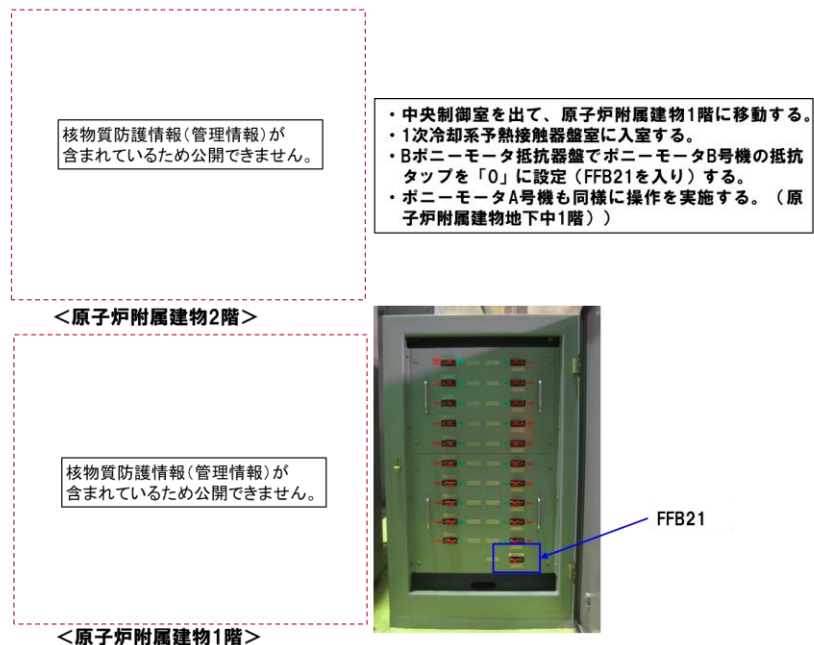 核物質防護情報(管理情報)が
含まれているため公開できません。
・中央制御室を出て、原子炉附属建物1階に移動する。
・1次冷却系予熱接触器盤室に入室する。
・Bポニーモータ抵抗器盤でポニーモータB号機の抵抗
タップを「0」に設定(FFB21を入り)する。
・ポニーモータA号機も同様に操作を実施する。(原
子炉附属建物地下中1階))
<原子炉附属建物2階>
核物質防護情報(管理情報)が
含まれているため公開できません。
FFB21
<原子炉附属建物1階>